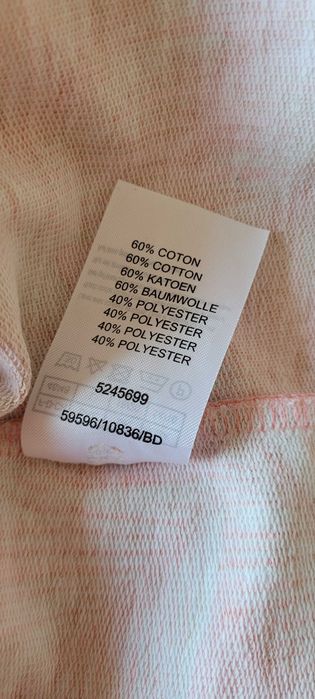 60% COTON
60% COTTON
60% KATOEN
60% BAUMWOLLE
40% POLYESTER
40% POLYESTER
40% POLYESTER
40% POLYESTER
5245699
59596/10836/BD